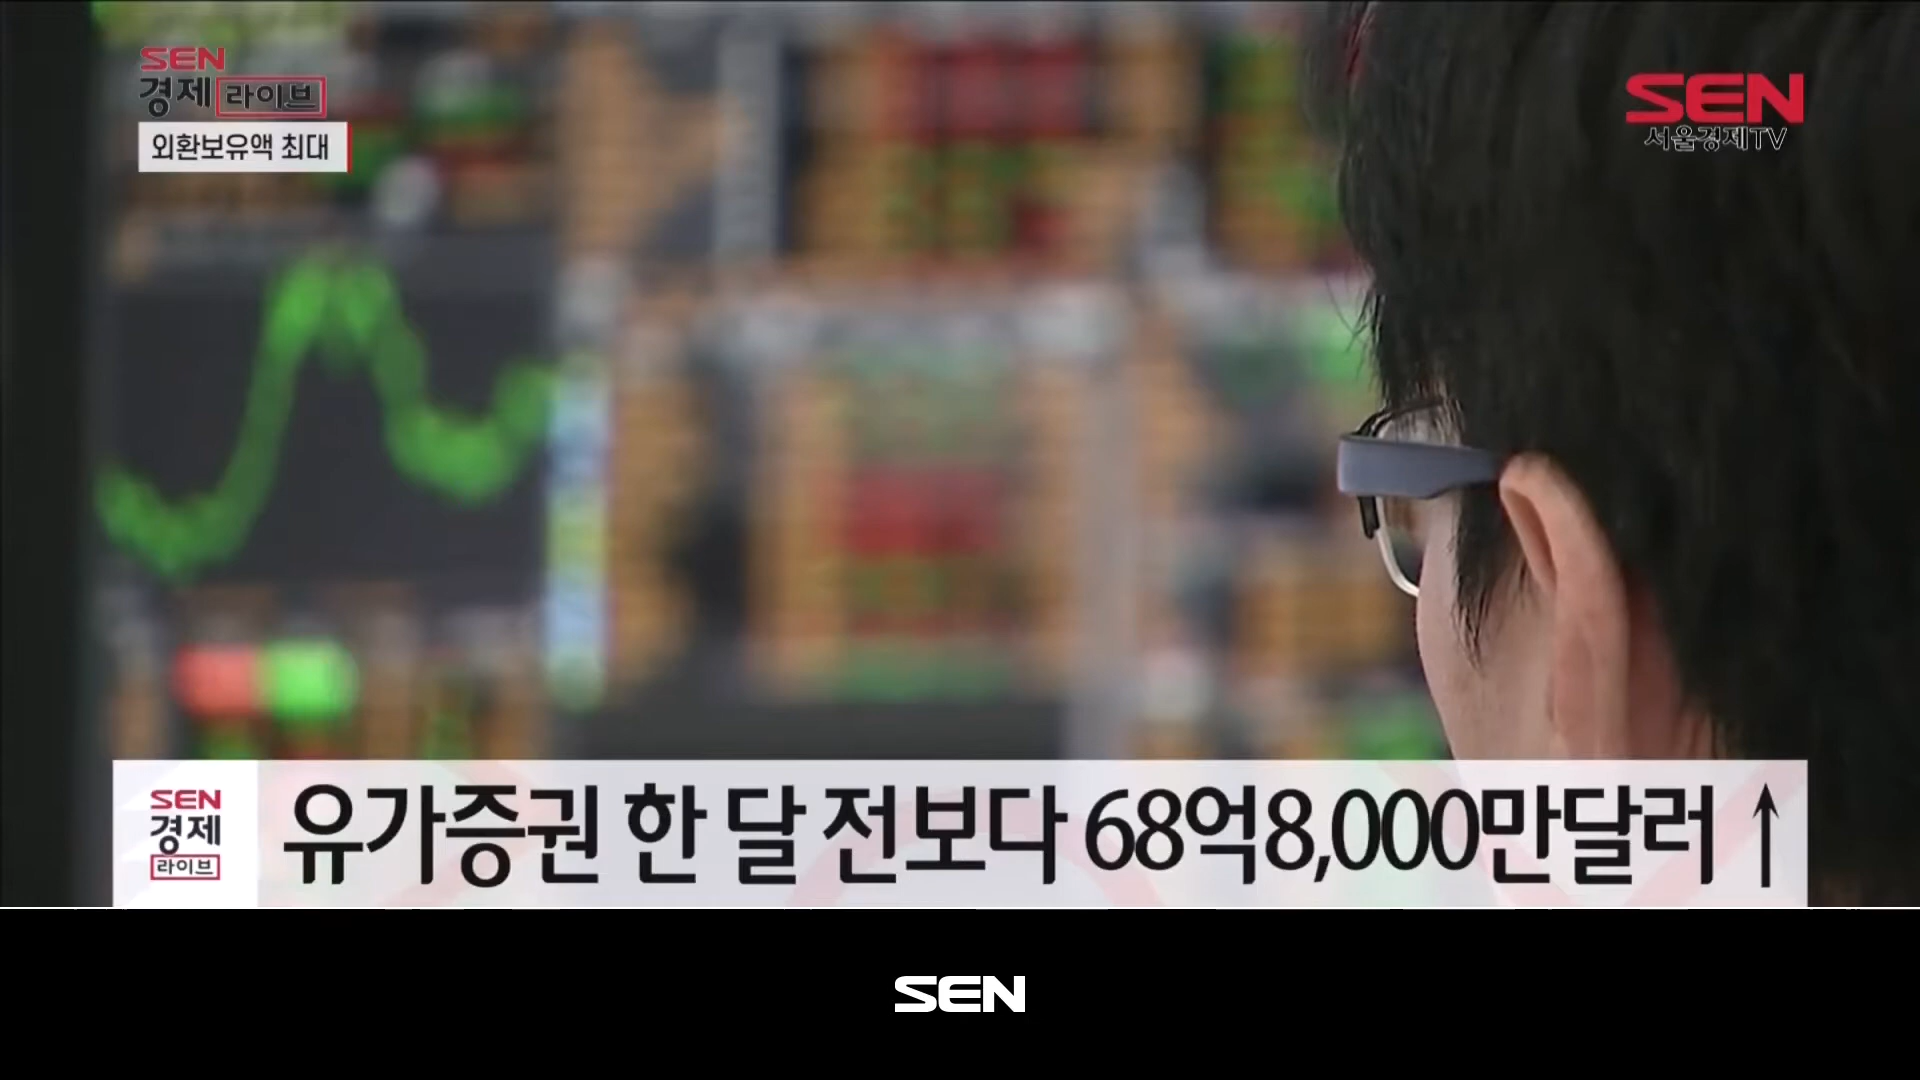 SEN
경제 라이브
외환보유액 최대
SEN
서울경제TV
SEN
경제
라이브
유가증권 한 달 전보다 68억8,000만달러 ↑
SEN